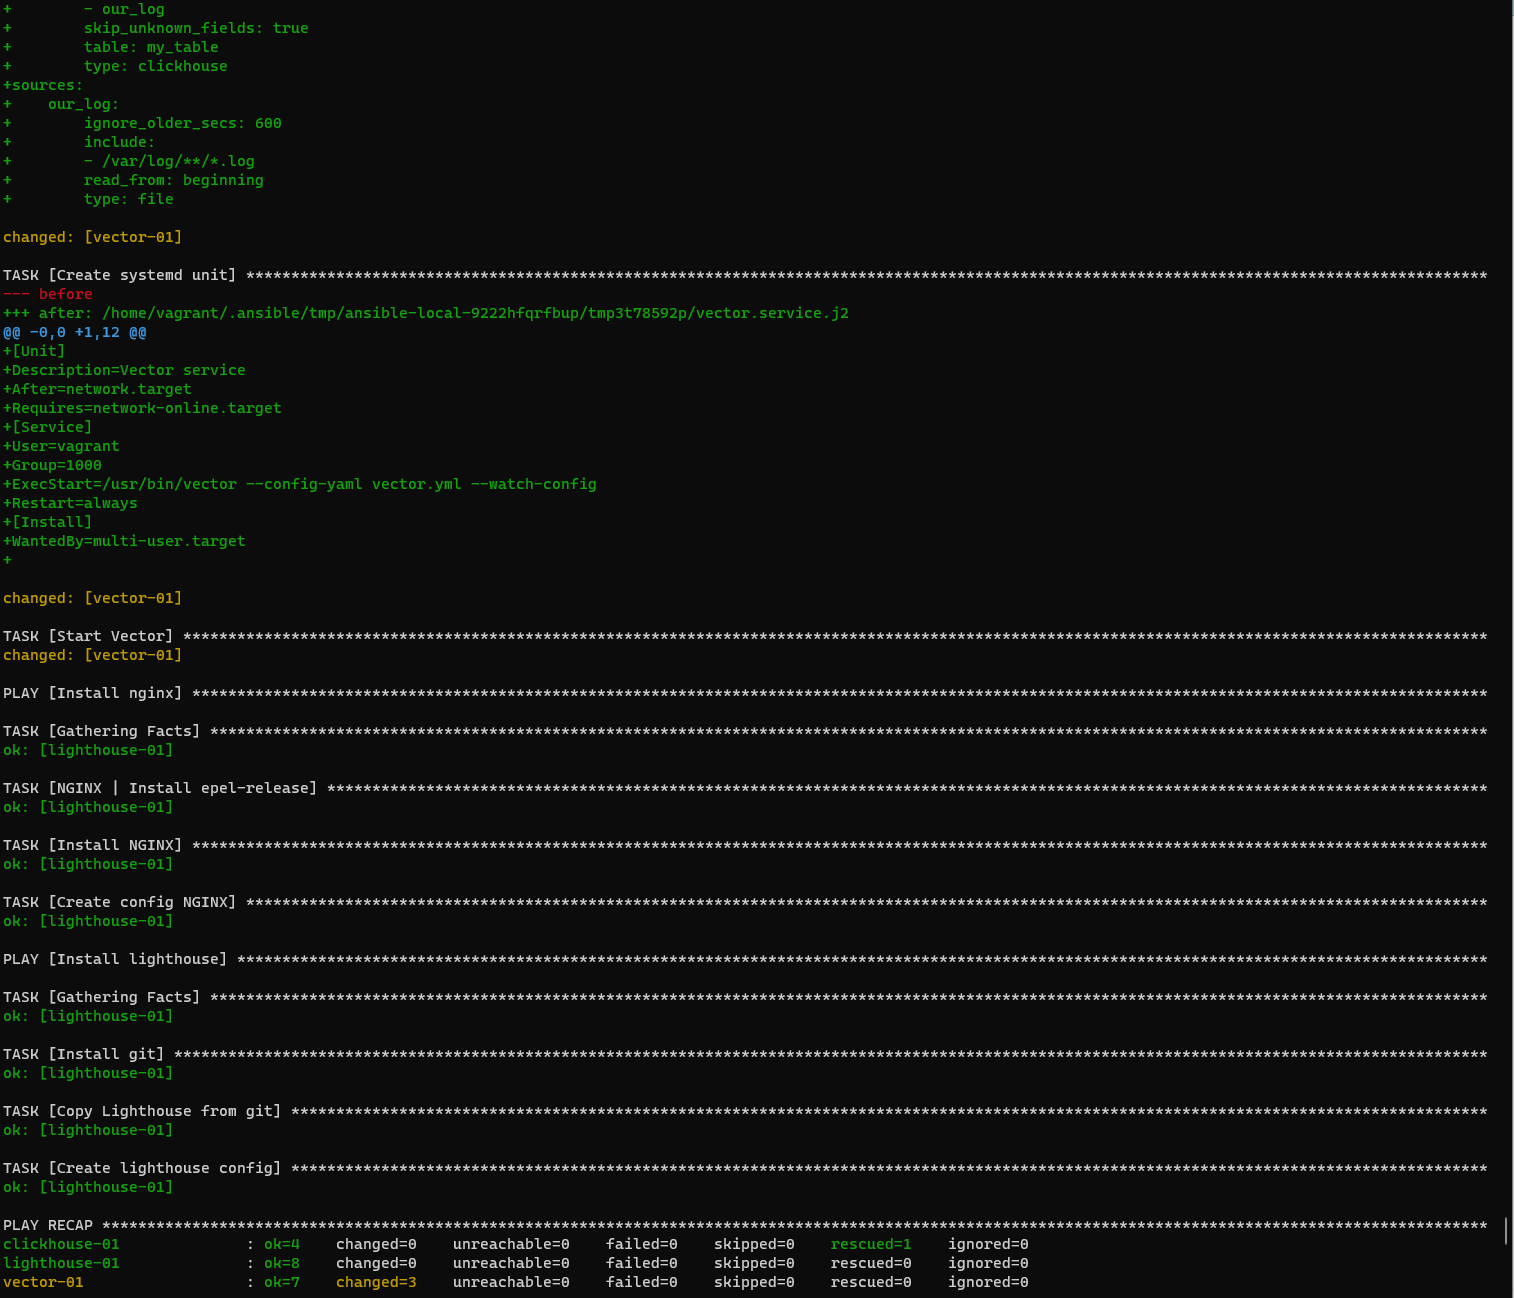 +        - our_log
+        skip_unknown_fields: true
+        table: my_table
+        type: clickhouse
+sources:
+    our_log:
+        ignore_older_secs: 600
+        include:
+        - /var/log/**/*.log
+        read_from: beginning
+        type: file
changed: [vector-01]
TASK [Create systemd unit] ******************************************************************************************************************************************
--- before
+++ after: /home/vagrant/.ansible/tmp/ansible-local-9222hfqrfbup/tmp3t78592p/vector.service.j2
@@ -0,0 +1,12 @@
+[Unit]
+Description=Vector service
+After=network.target
+Requires=network-online.target
+[Service]
+User=vagrant
+Group=1000
+ExecStart=/usr/bin/vector --config-yaml vector.yml --watch-config
+Restart=always
+[Install]
+WantedBy=multi-user.target
+
changed: [vector-01]
TASK [Start Vector] *************************************************************************************************************************************************
changed: [vector-01]
PLAY [Install nginx] ************************************************************************************************************************************************
TASK [Gathering Facts] **********************************************************************************************************************************************
ok: [lighthouse-01]
TASK [NGINX | Install epel-release] *********************************************************************************************************************************
ok: [lighthouse-01]
TASK [Install NGINX] ************************************************************************************************************************************************
ok: [lighthouse-01]
TASK [Create config NGINX] ******************************************************************************************************************************************
ok: [lighthouse-01]
PLAY [Install lighthouse] *******************************************************************************************************************************************
TASK [Gathering Facts] **********************************************************************************************************************************************
ok: [lighthouse-01]
TASK [Install git] **************************************************************************************************************************************************
ok: [lighthouse-01]
TASK [Copy Lighthouse from git] *************************************************************************************************************************************
ok: [lighthouse-01]
TASK [Create lighthouse config] *************************************************************************************************************************************
ok: [lighthouse-01]
PLAY RECAP **********************************************************************************************************************************************************
clickhouse-01              : ok=4    changed=0    unreachable=0    failed=0    skipped=0    rescued=1    ignored=0
lighthouse-01              : ok=8    changed=0    unreachable=0    failed=0    skipped=0    rescued=0    ignored=0
vector-01                  : ok=7    changed=3    unreachable=0    failed=0    skipped=0    rescued=0    ignored=0